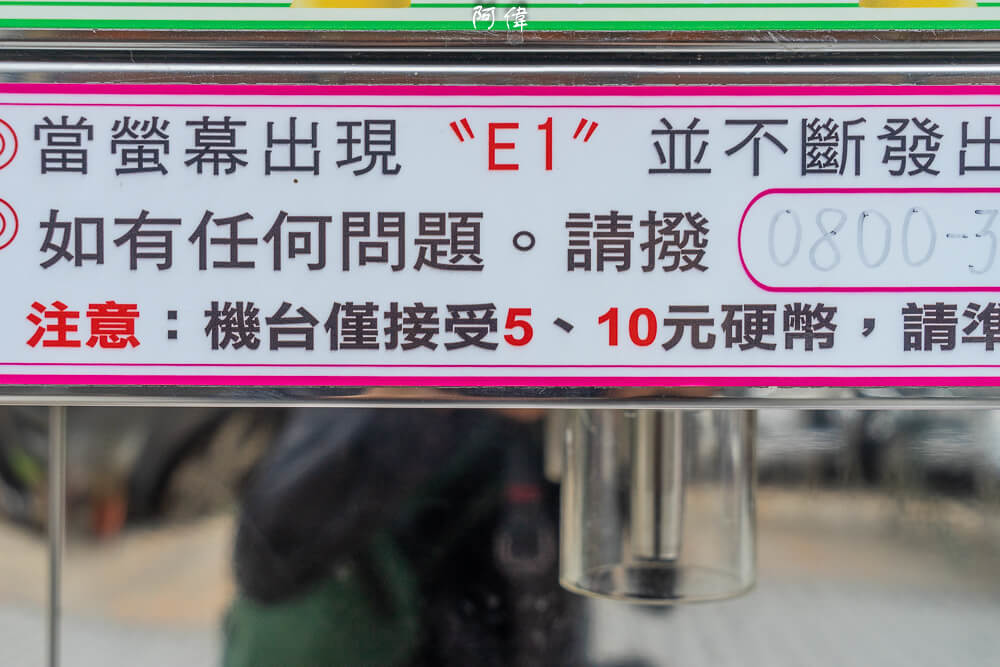 阿偉
當螢幕出現〝E1〞並不斷發出
如有任何問題。請撥 0800-3
注意：機台僅接受5、10元硬幣，請準